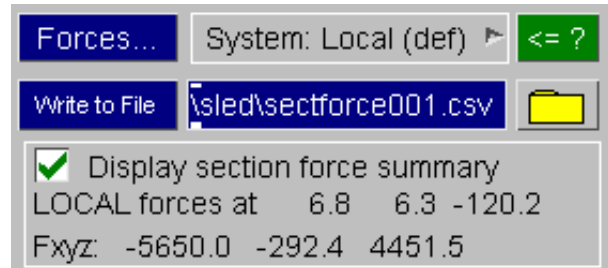 Forces... System: Local (def) <= ?
Write to File \sled\sectforce001.csv
Display section force summary
LOCAL forces at 6.8 6.3 -120.2
Fxyz: -5650.0 -292.4 4451.5